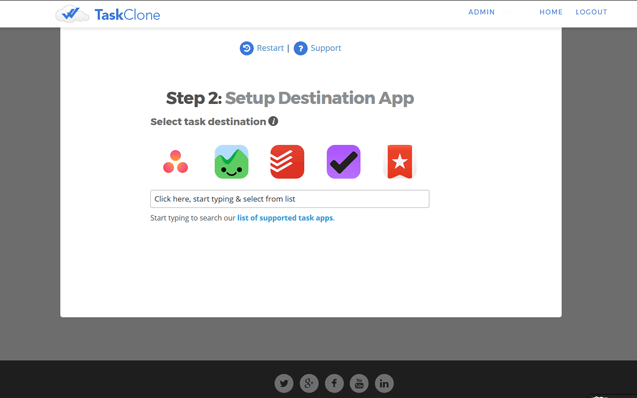 TaskClone
ADMIN HOME LOGOUT
Restart | Support
Step 2: Setup Destination App
Select task destination
Click here, start typing & select from list
Start typing to search our list of supported task apps.